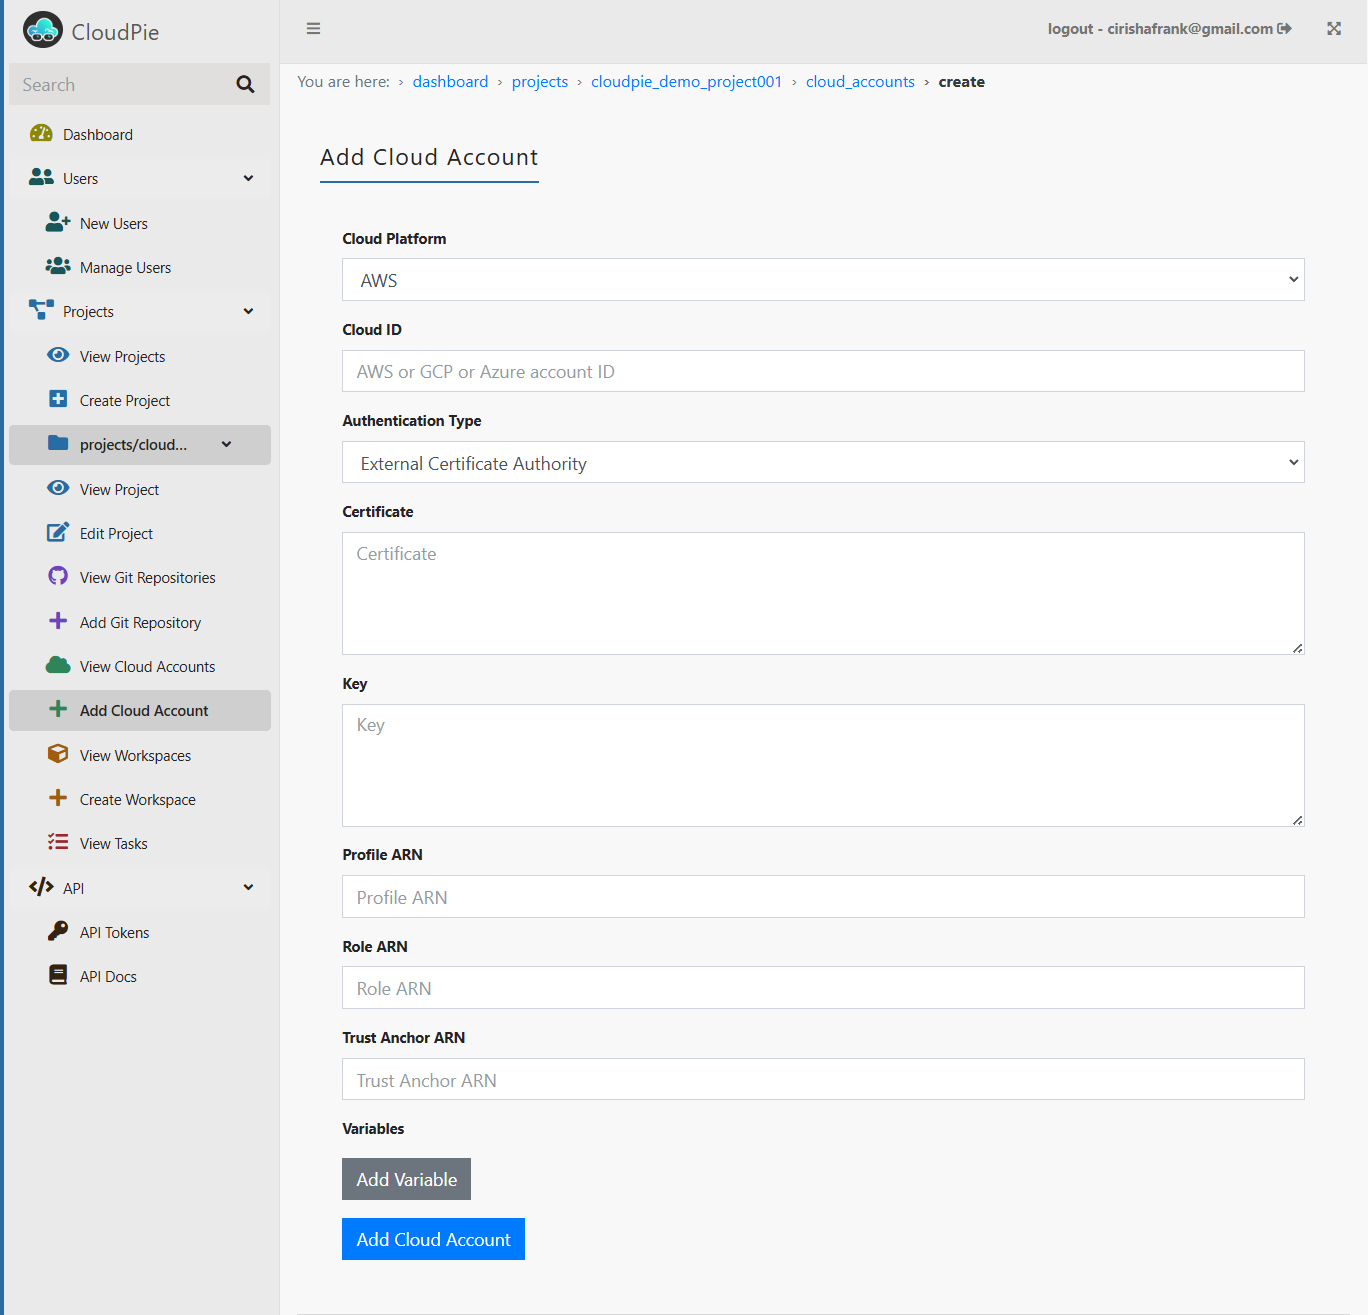 CloudPie
logout - cirishafrank@gmail.com
Search
You are here: › dashboard › projects › cloudpie_demo_project001 › cloud_accounts › create
Dashboard
Users
New Users
Manage Users
Projects
View Projects
Create Project
projects/cloud...
View Project
Edit Project
View Git Repositories
Add Git Repository
View Cloud Accounts
Add Cloud Account
View Workspaces
Create Workspace
View Tasks
API
API Tokens
API Docs
Add Cloud Account
Cloud Platform
AWS
Cloud ID
AWS or GCP or Azure account ID
Authentication Type
External Certificate Authority
Certificate
Certificate
Key
Key
Profile ARN
Profile ARN
Role ARN
Role ARN
Trust Anchor ARN
Trust Anchor ARN
Variables
Add Variable
Add Cloud Account